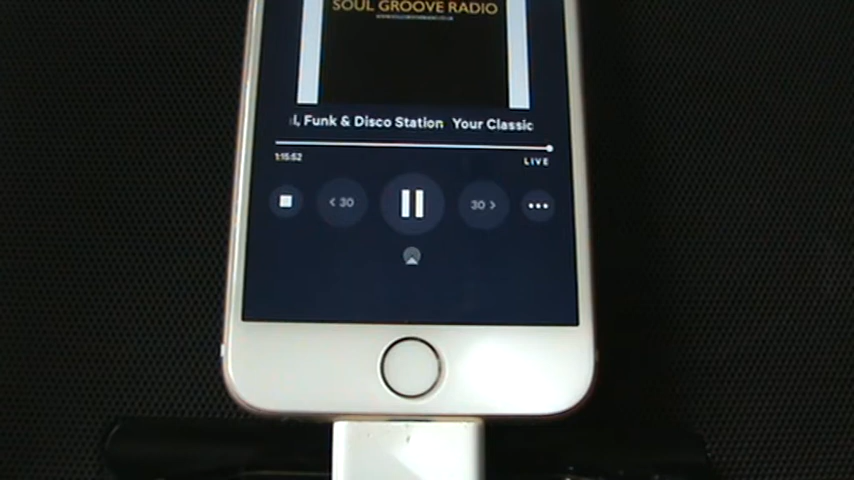 SOUL GROOVE RADIO
l, Funk & Disco Station Your Classic
1:15:52
LIVE
< 30
30 >